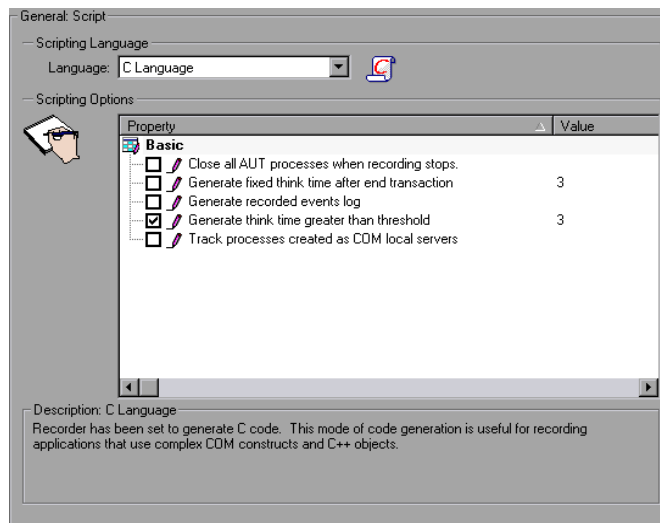 General: Script
Scripting Language
Language: C Language
Scripting Options
Property Value
Basic
Close all AUT processes when recording stops.
Generate fixed think time after end transaction 3
Generate recorded events log
Generate think time greater than threshold 3
Track processes created as COM local servers
Description: C Language
Recorder has been set to generate C code. This mode of code generation is useful for recording
applications that use complex COM constructs and C++ objects.